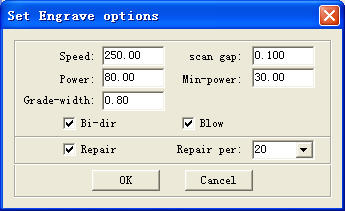 Set Engrave options
Speed: 250.00 scan gap: 0.100
Power: 80.00 Min-power: 30.00
Grade-width: 0.80
Bi-dir Blow
Repair Repair per: 20
OK Cancel